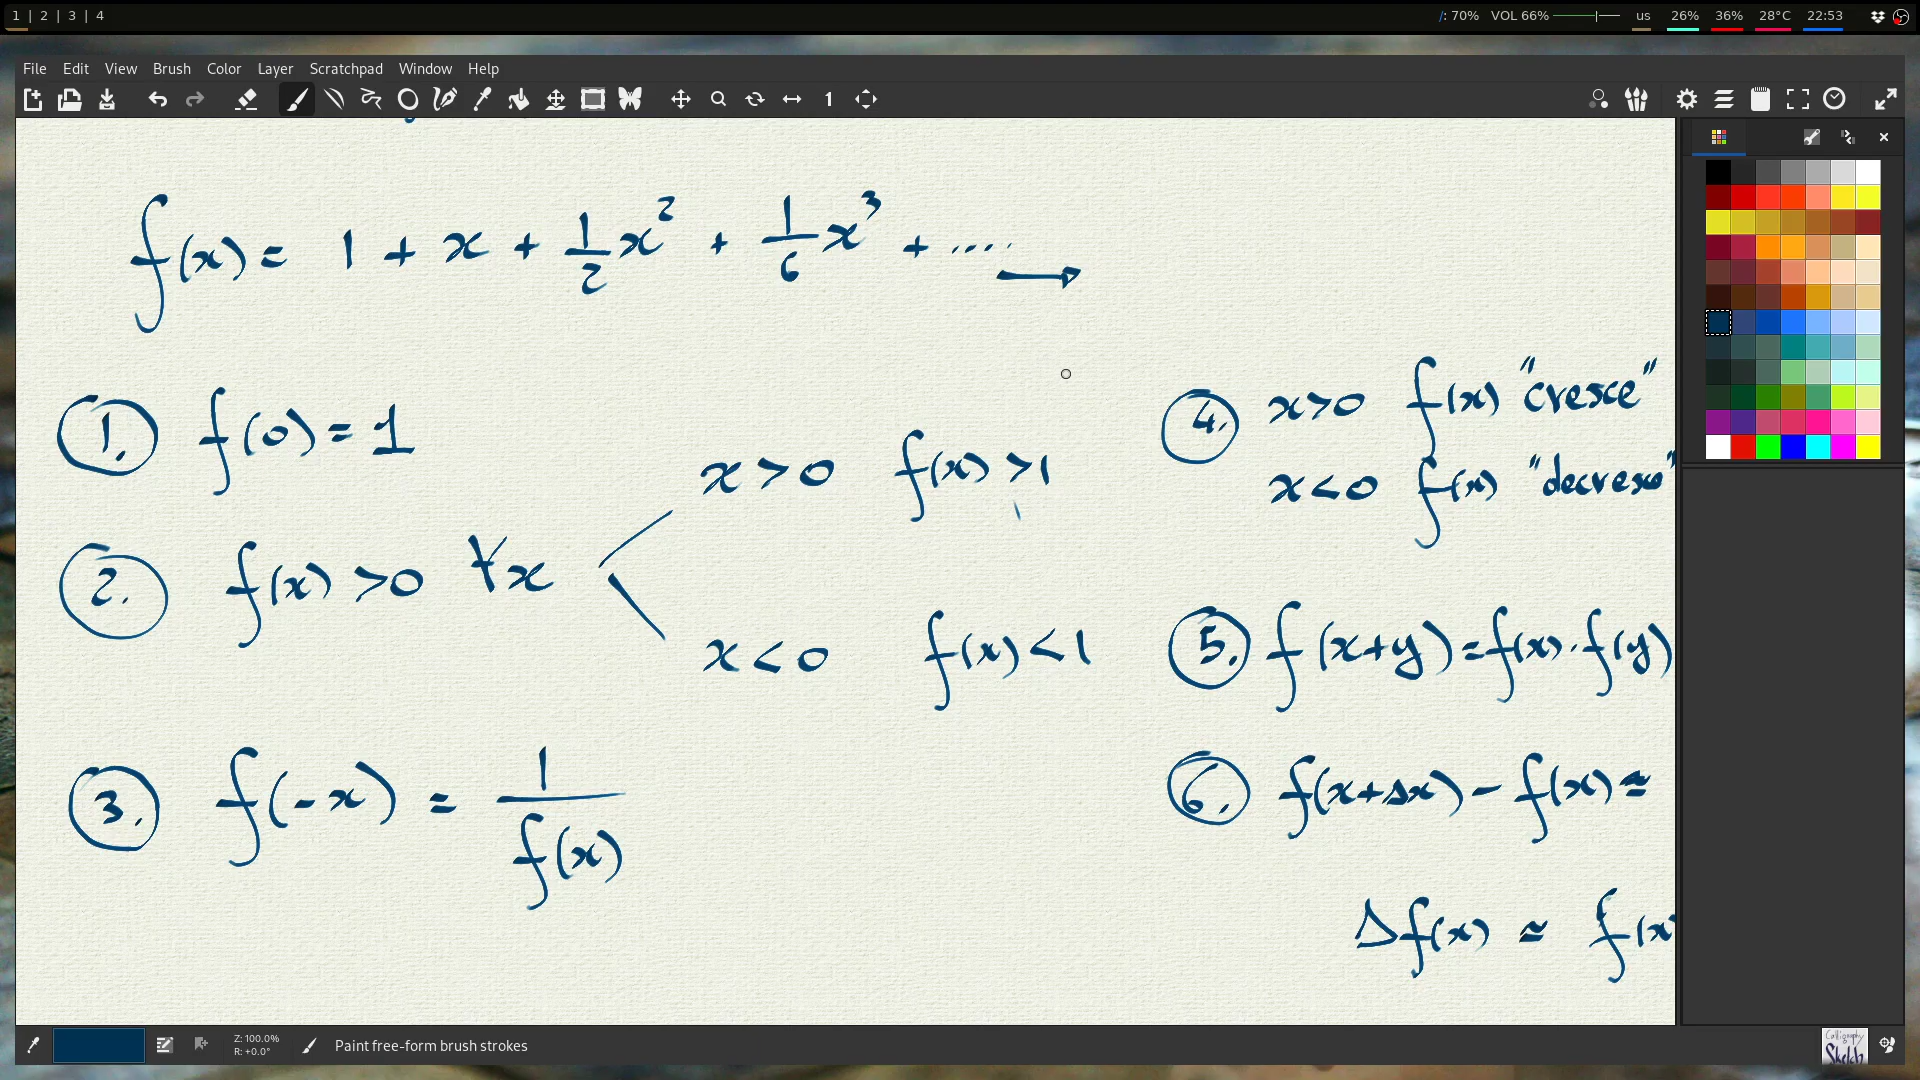 1 | 2 | 3 | 4
/: 70% VOL 66% us 26% 36% 28°C 22:53
File Edit View Brush Color Layer Scratchpad Window Help
1
f(x) = 1 + x + 1/2 x² + 1/6 x³ + ....
1. f(0) = 1
2. f(x) >0 ∀x
x > 0 f(x) >1
x < 0 f(x) < 1
3. f(-x) = 1/f(x)
4. x>0 f(x) "cresce"
x<0 f(x) "decresce"
5. f(x+y)=f(x)·f(y)
6. f(x+Δx) - f(x) ≃
Δf(x) ≃ f(x)
Z: 100.0%
R: +0.0°
Paint free-form brush strokes
Calligraphy
Sketch